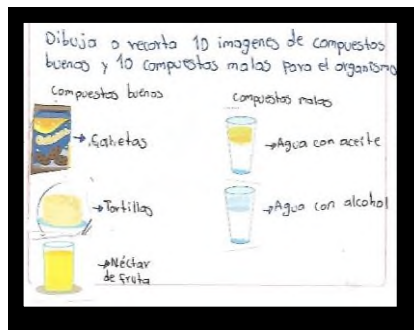 Dibuja o recorta 10 imagenes de compuestos
buenos y 10 compuestos malos para el organismo
Compuestos buenos
Compuestos malos
→Galletas
→Agua con aceite
→Tortillas
→Agua con alcohol
→Néctar
de fruta